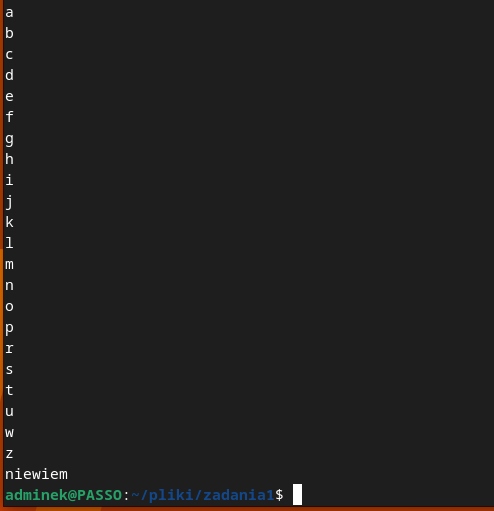 a
b
c
d
e
f
g
h
i
j
k
l
m
n
o
p
r
s
t
u
w
z
niewiem
adminek@PASSO:~/pliki/zadania1$